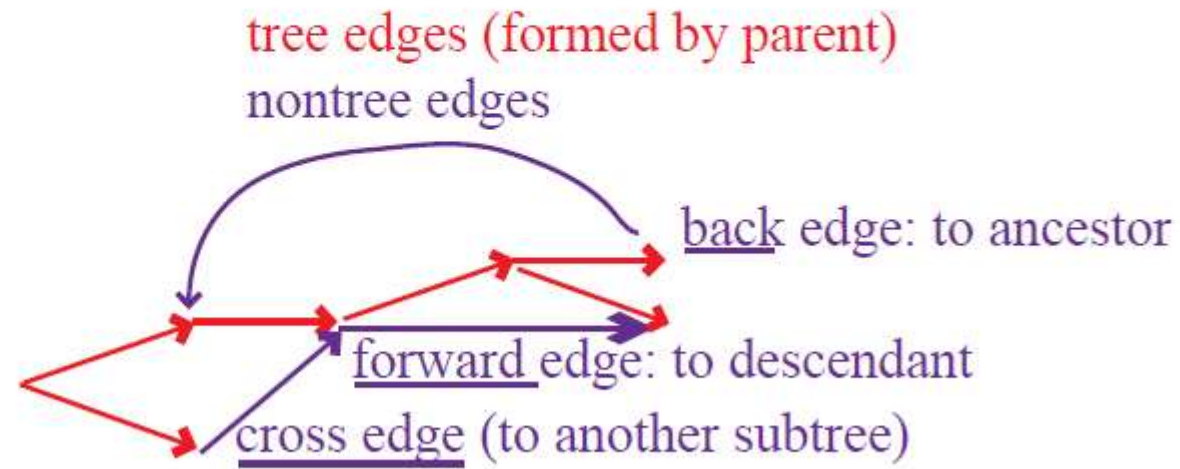 tree edges (formed by parent)
nontree edges
back edge: to ancestor
forward edge: to descendant
cross edge (to another subtree)